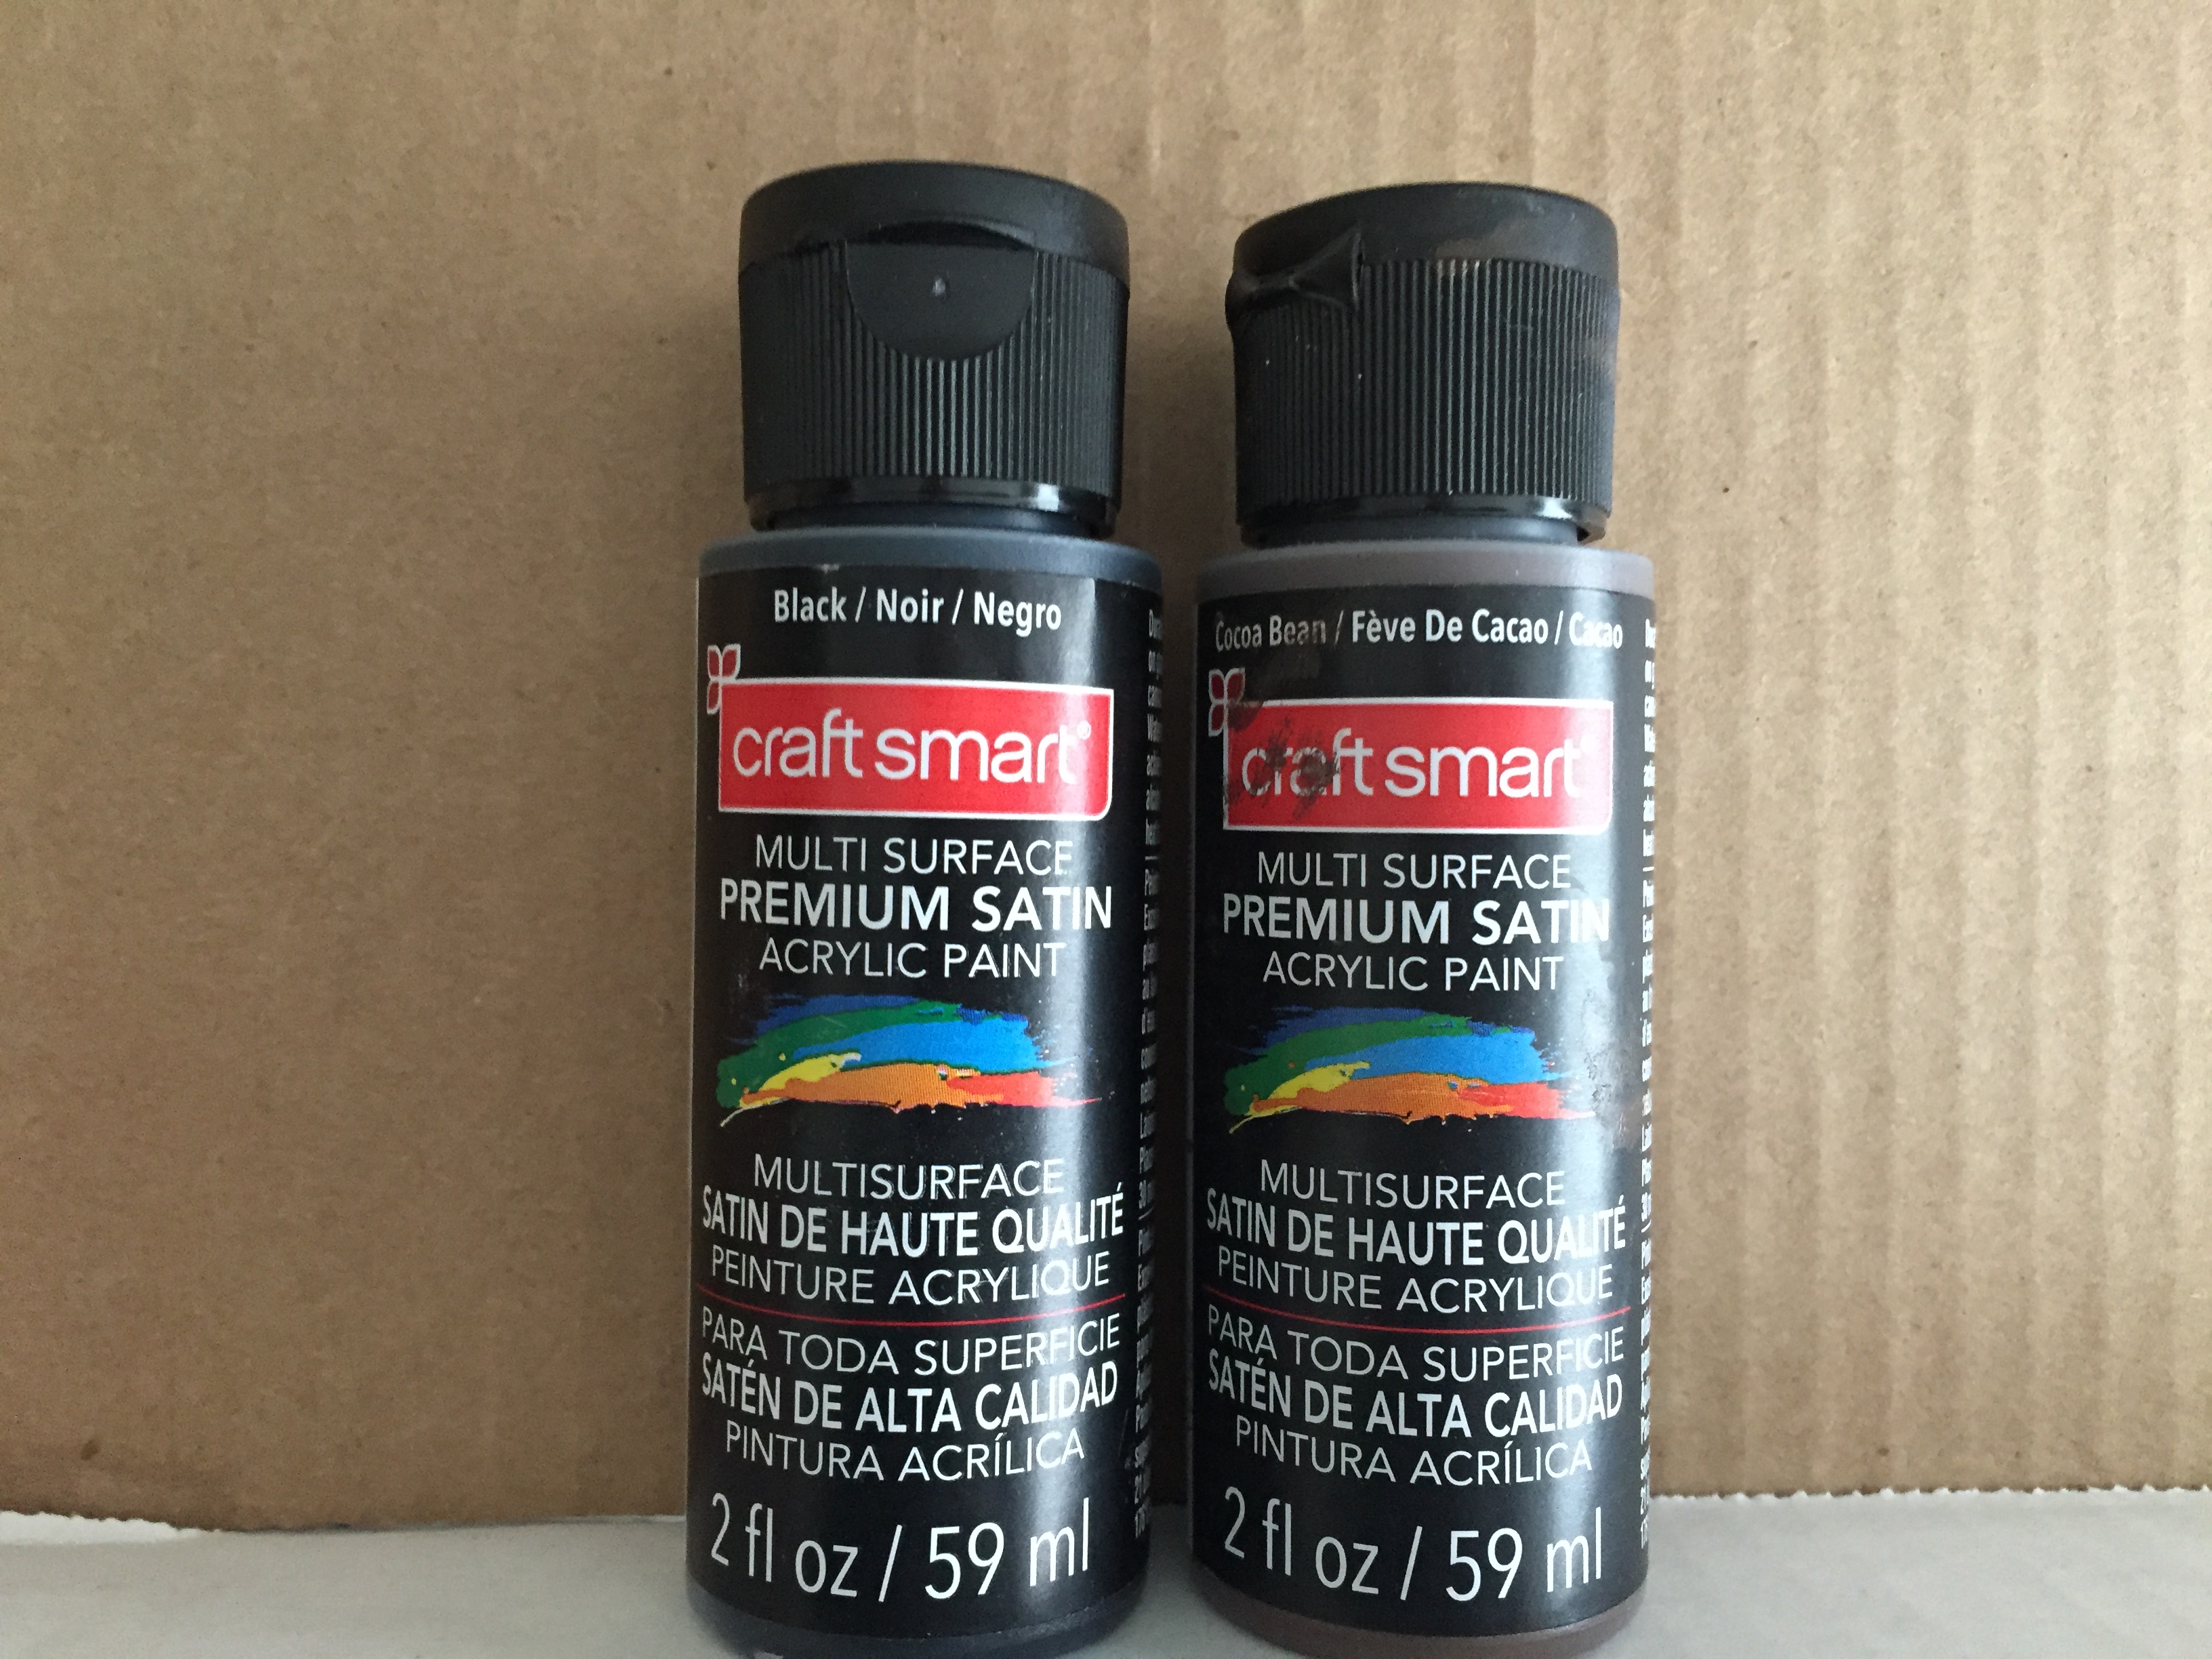 Black / Noir / Negro
craft smart®
MULTI SURFACE
PREMIUM SATIN
ACRYLIC PAINT
MULTISURFACE
SATIN DE HAUTE QUALITÉ
PEINTURE ACRYLIQUE
PARA TODA SUPERFICIE
SATÉN DE ALTA CALIDAD
PINTURA ACRÍLICA
2 fl oz / 59 ml
Cocoa Bean / Fève De Cacao / Cacao
craft smart
MULTI SURFACE
PREMIUM SATIN
ACRYLIC PAINT
MULTISURFACE
SATIN DE HAUTE QUALITÉ
PEINTURE ACRYLIQUE
PARA TODA SUPERFICIE
SATÉN DE ALTA CALIDAD
PINTURA ACRÍLICA
2 fl oz / 59 ml